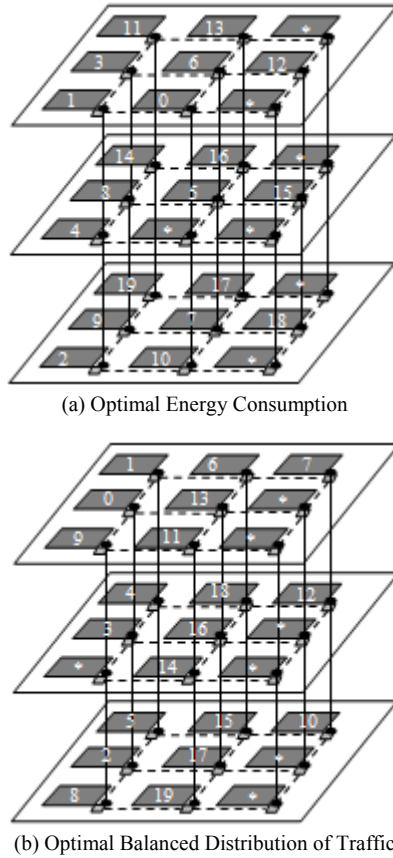 11 13 *
3 6 12
1 0 *
14 16 *
8 5 15
4 * *
19 17 *
9 7 18
2 10 *
(a) Optimal Energy Consumption
1 6 7
0 13 *
9 11 *
4 18 12
3 16 *
* 14 *
5 15 10
2 17 *
8 19 *
(b) Optimal Balanced Distribution of Traffic